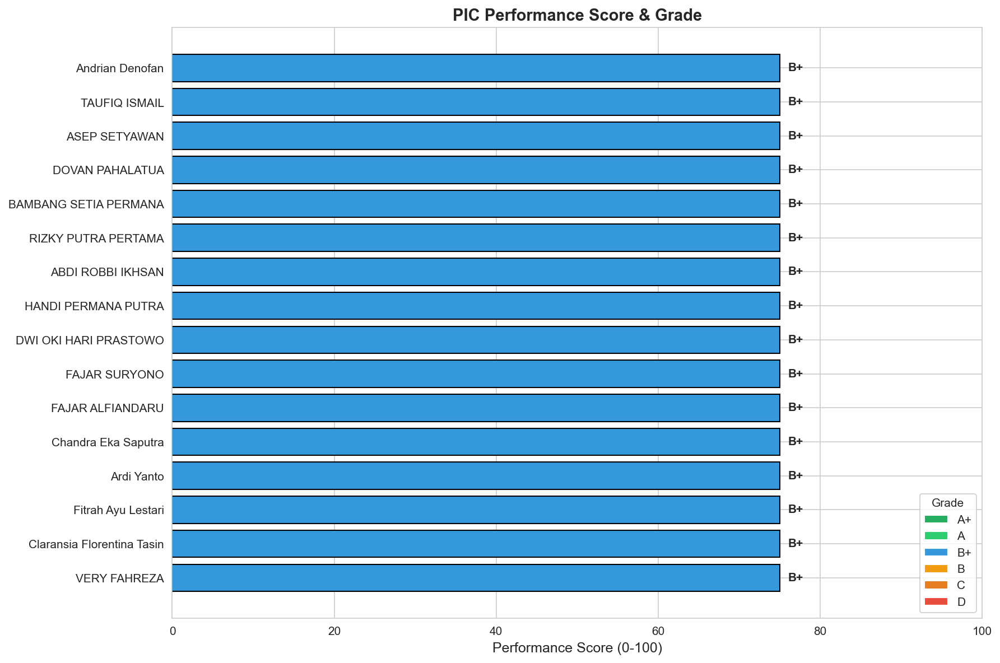 PIC Performance Score & Grade
Andrian Denofan B+
TAUFIQ ISMAIL B+
ASEP SETYAWAN B+
DOVAN PAHALATUA B+
BAMBANG SETIA PERMANA B+
RIZKY PUTRA PERTAMA B+
ABDI ROBBI IKHSAN B+
HANDI PERMANA PUTRA B+
DWI OKI HARI PRASTOWO B+
FAJAR SURYONO B+
FAJAR ALFIANDARU B+
Chandra Eka Saputra B+
Ardi Yanto B+
Fitrah Ayu Lestari B+
Claransia Florentina Tasin B+
VERY FAHREZA B+
Grade
A+
A
B+
B
C
D
0 20 40 60 80 100
Performance Score (0-100)